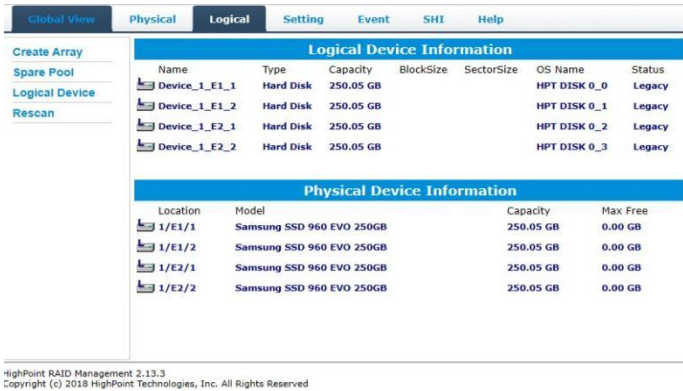 Global View Physical Logical Setting Event SHI Help
Create Array
Spare Pool
Logical Device
Rescan
Logical Device Information
Name Type Capacity BlockSize SectorSize OS Name Status
Device_1_E1_1 Hard Disk 250.05 GB HPT DISK 0_0 Legacy
Device_1_E1_2 Hard Disk 250.05 GB HPT DISK 0_1 Legacy
Device_1_E2_1 Hard Disk 250.05 GB HPT DISK 0_2 Legacy
Device_1_E2_2 Hard Disk 250.05 GB HPT DISK 0_3 Legacy
Physical Device Information
Location Model Capacity Max Free
1/E1/1 Samsung SSD 960 EVO 250GB 250.05 GB 0.00 GB
1/E1/2 Samsung SSD 960 EVO 250GB 250.05 GB 0.00 GB
1/E2/1 Samsung SSD 960 EVO 250GB 250.05 GB 0.00 GB
1/E2/2 Samsung SSD 960 EVO 250GB 250.05 GB 0.00 GB
HighPoint RAID Management 2.13.3
Copyright (c) 2018 HighPoint Technologies, Inc. All Rights Reserved